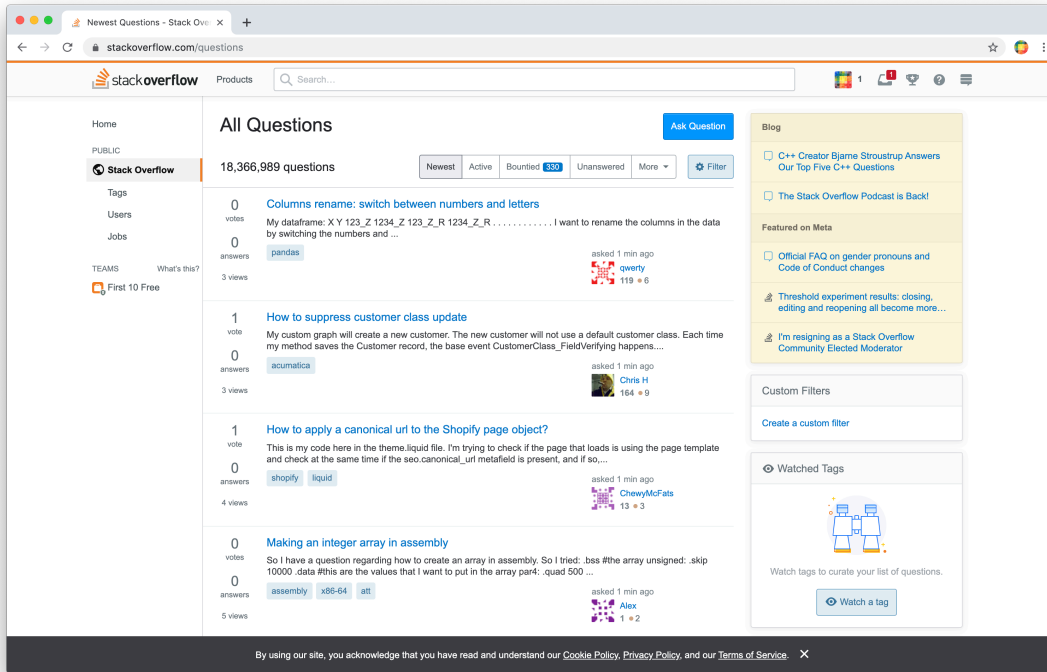 Newest Questions - Stack Ove
stackoverflow.com/questions
stackoverflow
Products
Search...
1
1
Home
PUBLIC
Stack Overflow
Tags
Users
Jobs
TEAMS What's this?
First 10 Free
All Questions
Ask Question
18,366,989 questions
Newest Active Bountied 330 Unanswered More
Filter
0
votes
0
answers
3 views
Columns rename: switch between numbers and letters
My dataframe: X Y 123_Z 1234_Z 123_Z_R 1234_Z_R . . . . . . . . . . . . I want to rename the columns in the data
by switching the numbers and ...
pandas
asked 1 min ago
qwerty
119 6
1
vote
0
answers
3 views
How to suppress customer class update
My custom graph will create a new customer. The new customer will not use a default customer class. Each time
my method saves the Customer record, the base event CustomerClass_FieldVerifying happens....
acumatica
asked 1 min ago
Chris H
164 9
1
vote
0
answers
4 views
How to apply a canonical url to the Shopify page object?
This is my code here in the theme.liquid file. I'm trying to check if the page that loads is using the page template
and check at the same time if the seo.canonical_url metafield is present, and if so,...
shopify liquid
asked 1 min ago
ChewyMcFats
13 3
0
votes
0
answers
5 views
Making an integer array in assembly
So I have a question regarding how to create an array in assembly. So I tried: .bss #the array unsigned: .skip
10000 .data #this are the values that I want to put in the array par4: .quad 500 ...
assembly x86-64 att
asked 1 min ago
Alex
1 2
Blog
C++ Creator Bjarne Stroustrup Answers
Our Top Five C++ Questions
The Stack Overflow Podcast is Back!
Featured on Meta
Official FAQ on gender pronouns and
Code of Conduct changes
Threshold experiment results: closing,
editing and reopening all become more…
I'm resigning as a Stack Overflow
Community Elected Moderator
Custom Filters
Create a custom filter
Watched Tags
Watch tags to curate your list of questions.
Watch a tag
By using our site, you acknowledge that you have read and understand our Cookie Policy, Privacy Policy, and our Terms of Service.